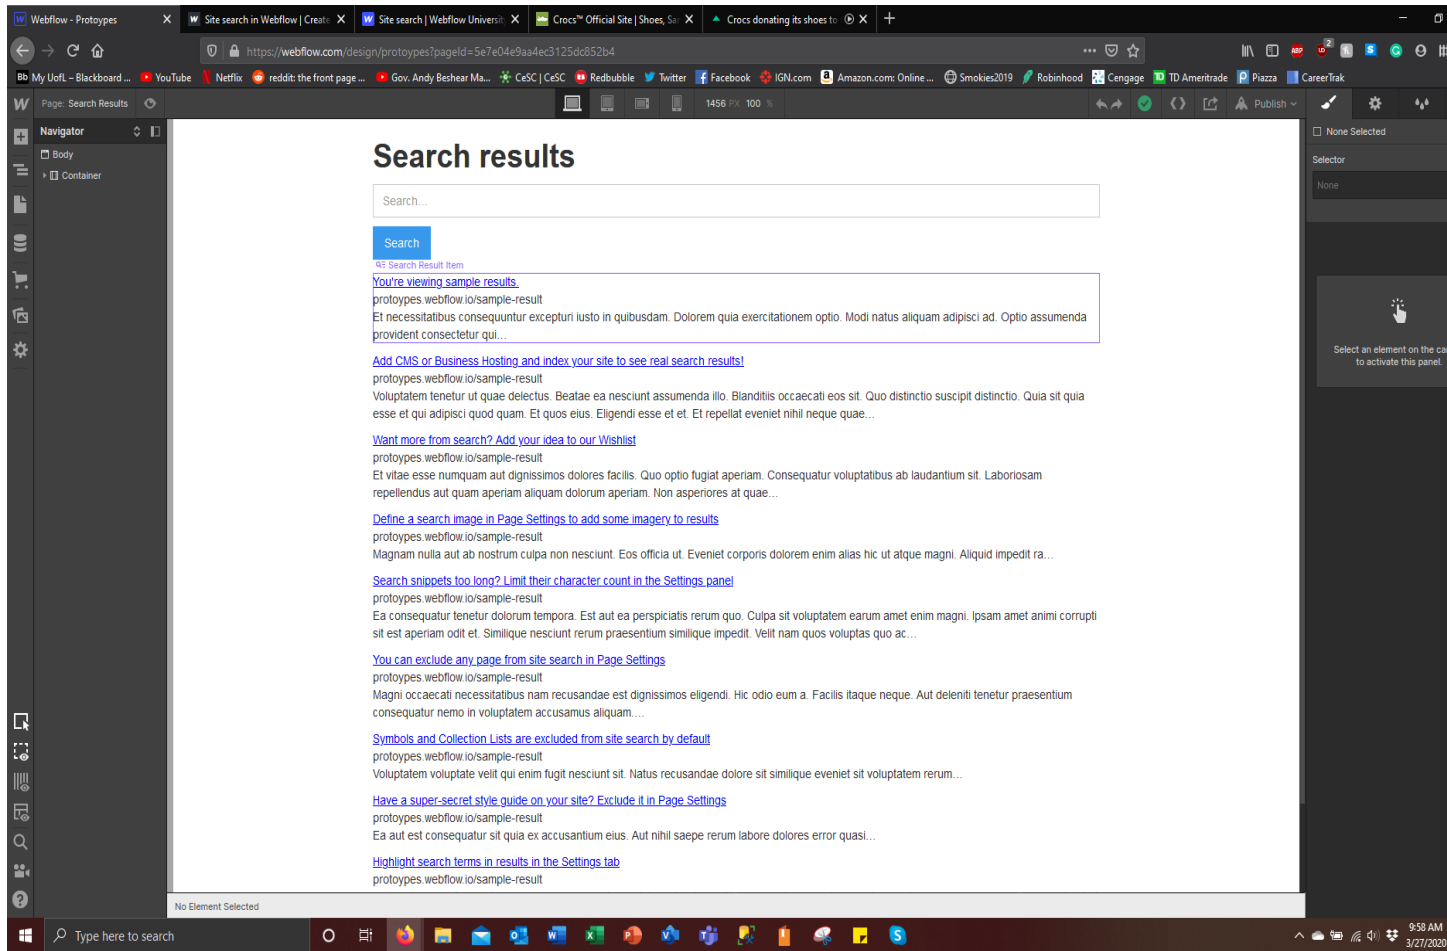 Webflow - Protoypes
Site search in Webflow | Create
Site search | Webflow University
Crocs™ Official Site | Shoes, Sa
Crocs donating its shoes to
https://webflow.com/design/protoypes?pageId=5e7e04e9aa4ec3125dc852b4
My UofL – Blackboard ...
YouTube
Netflix
reddit: the front page ...
Gov. Andy Beshear Ma...
CeSC | CeSC
Redbubble
Twitter
Facebook
IGN.com
Amazon.com: Online ...
Smokies2019
Robinhood
Cengage
TD Ameritrade
Piazza
CareerTrak
Page: Search Results
1456 PX 100 %
Publish
Navigator
None Selected
Body
Container
Selector
None
Search results
Search...
Search
Search Result Item
You're viewing sample results.
protoypes.webflow.io/sample-result
Et necessitatibus consequuntur excepturi iusto in quibusdam. Dolorem quia exercitationem optio. Modi natus aliquam adipisci ad. Optio assumenda
provident consectetur qui…
Add CMS or Business Hosting and index your site to see real search results!
protoypes.webflow.io/sample-result
Voluptatem tenetur ut quae delectus. Beatae ea nesciunt assumenda illo. Blanditiis occaecati eos sit. Quo distinctio suscipit distinctio. Quia sit quia
esse et qui adipisci quod quam. Et quos eius. Eligendi esse et et. Et repellat eveniet nihil neque quae…
Want more from search? Add your idea to our Wishlist
protoypes.webflow.io/sample-result
Et vitae esse numquam aut dignissimos dolores facilis. Quo optio fugiat aperiam. Consequatur voluptatibus ab laudantium sit. Laboriosam
repellendus aut quam aperiam aliquam dolorum aperiam. Non asperiores at quae…
Define a search image in Page Settings to add some imagery to results
protoypes.webflow.io/sample-result
Magnam nulla aut ab nostrum culpa non nesciunt. Eos officia ut. Eveniet corporis dolorem enim alias hic ut atque magni. Aliquid impedit ra…
Search snippets too long? Limit their character count in the Settings panel
protoypes.webflow.io/sample-result
Ea consequatur tenetur dolorum tempora. Est aut ea perspiciatis rerum quo. Culpa sit voluptatem earum amet enim magni. Ipsam amet animi corrupti
sit est aperiam odit et. Similique nesciunt rerum praesentium similique impedit. Velit nam quos voluptas quo ac…
You can exclude any page from site search in Page Settings
protoypes.webflow.io/sample-result
Magni occaecati necessitatibus nam recusandae est dignissimos eligendi. Hic odio eum a. Facilis itaque neque. Aut deleniti tenetur praesentium
consequatur nemo in voluptatem accusamus aliquam.…
Symbols and Collection Lists are excluded from site search by default
protoypes.webflow.io/sample-result
Voluptatem voluptate velit qui enim fugit nesciunt sit. Natus recusandae dolore sit similique eveniet sit voluptatem rerum…
Have a super-secret style guide on your site? Exclude it in Page Settings
protoypes.webflow.io/sample-result
Ea aut est consequatur sit quia ex accusantium eius. Aut nihil saepe rerum labore dolores error quasi…
Highlight search terms in results in the Settings tab
protoypes.webflow.io/sample-result
Select an element on the ca
to activate this panel.
No Element Selected
Type here to search
9:58 AM
3/27/2020